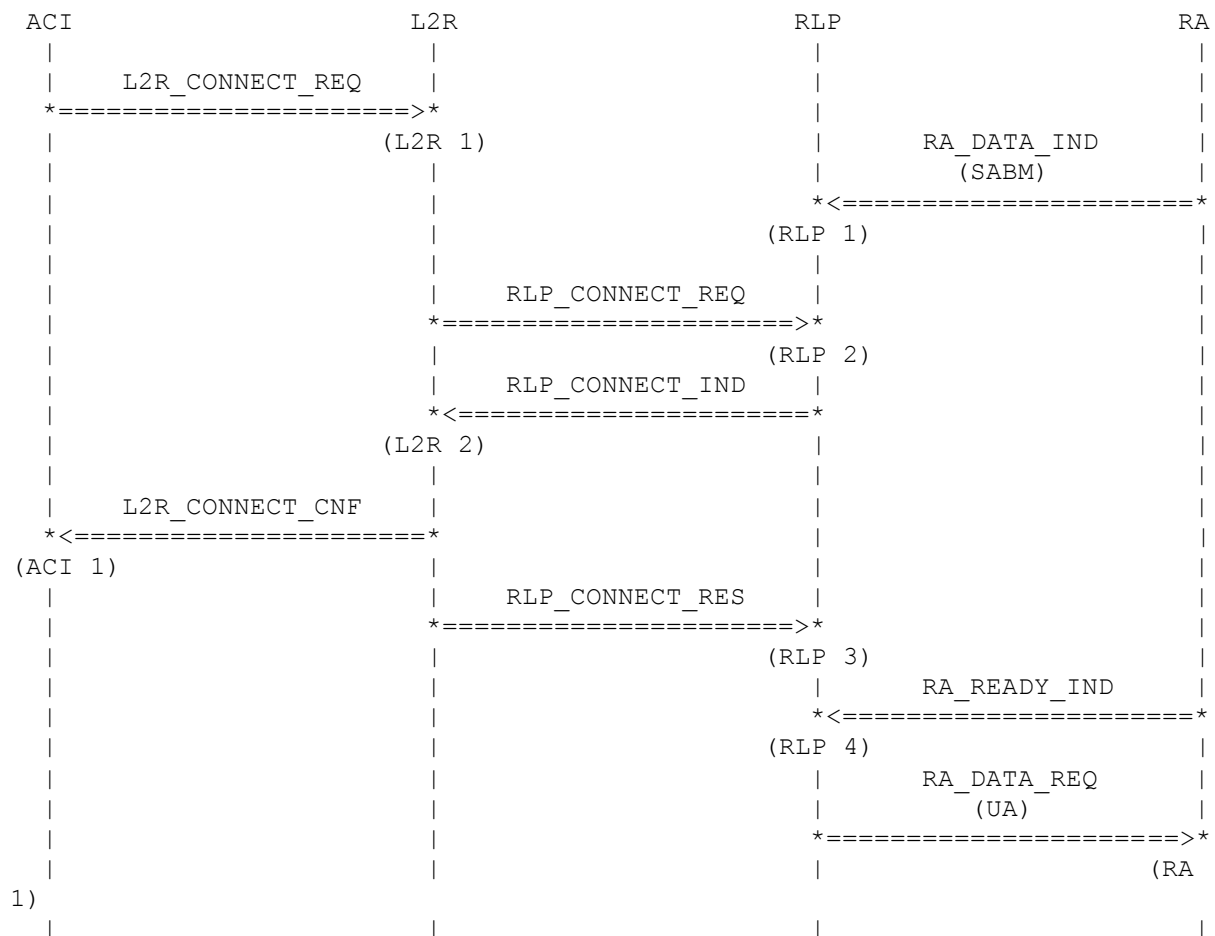 ACI L2R RLP RA
L2R_CONNECT_REQ
(L2R 1) RA_DATA_IND
(SABM)
(RLP 1)
RLP_CONNECT_REQ
(RLP 2)
RLP_CONNECT_IND
(L2R 2)
L2R_CONNECT_CNF
(ACI 1)
RLP_CONNECT_RES
(RLP 3)
RA_READY_IND
(RLP 4)
RA_DATA_REQ
(UA)
(RA
1)